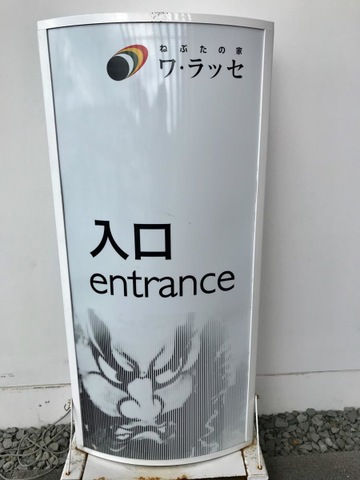 ねぶたの家
ワ・ラッセ
入口
entrance